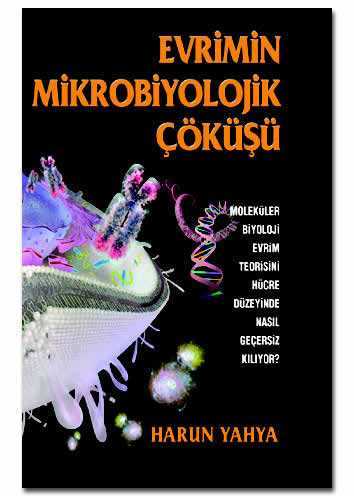 EVRİMİN
MİKROBİYOLOJİK
ÇÖKÜŞÜ
MOLEKÜLER
BİYOLOJİ
EVRİM
TEORİSİNİ
HÜCRE
DÜZEYİNDE
NASIL
GEÇERSİZ
KILIYOR?
HARUN YAHYA